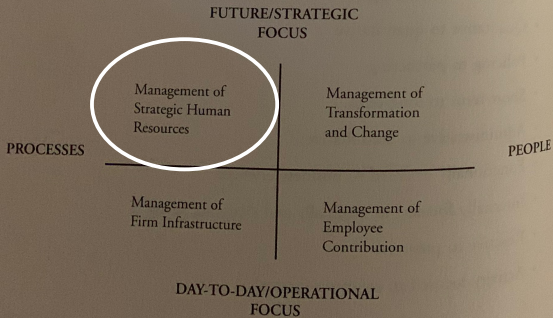 FUTURE/STRATEGIC
FOCUS
Management of
Strategic Human
Resources
Management of
Transformation
and Change
PROCESSES
PEOPLE
Management of
Firm Infrastructure
Management of
Employee
Contribution
DAY-TO-DAY/OPERATIONAL
FOCUS